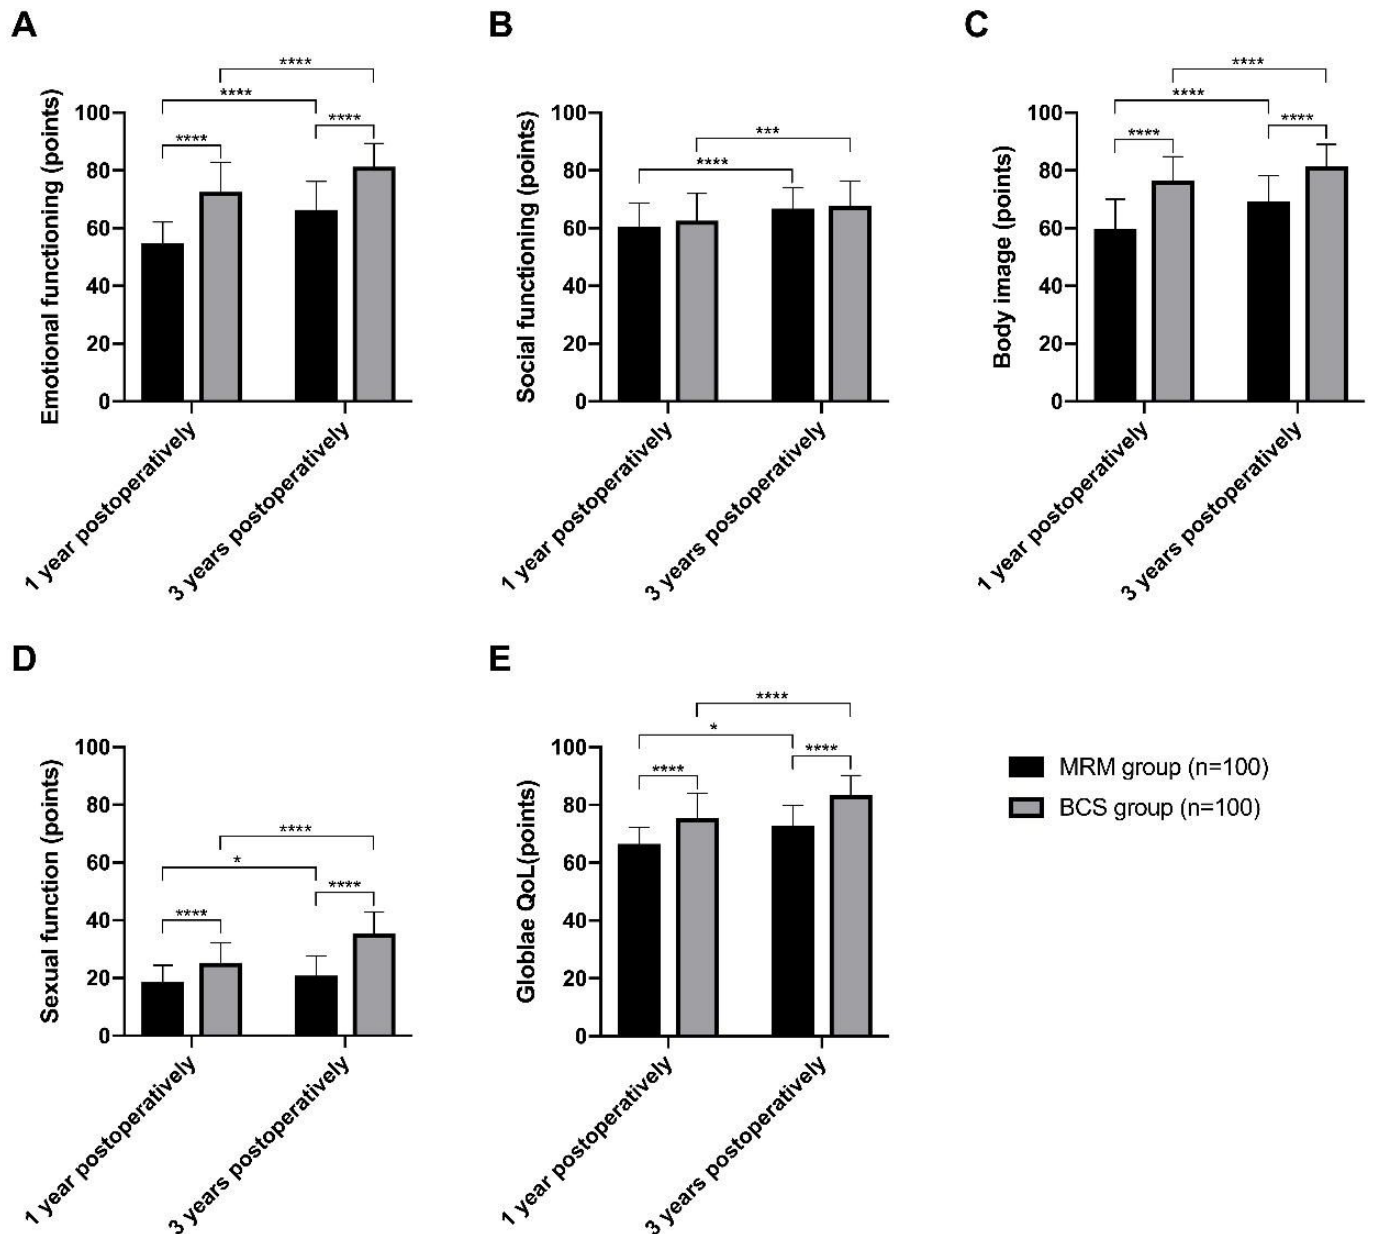 A
Emotional functioning (points)
100
80
60
40
20
0
****
****
****
****
1 year postoperatively
3 years postoperatively
B
Social functioning (points)
100
80
60
40
20
0
***
****
1 year postoperatively
3 years postoperatively
C
Body image (points)
100
80
60
40
20
0
****
****
****
****
1 year postoperatively
3 years postoperatively
D
Sexual function (points)
100
80
60
40
20
0
****
*
****
****
1 year postoperatively
3 years postoperatively
E
Globlae QoL(points)
100
80
60
40
20
0
****
*
****
****
1 year postoperatively
3 years postoperatively
MRM group (n=100)
BCS group (n=100)